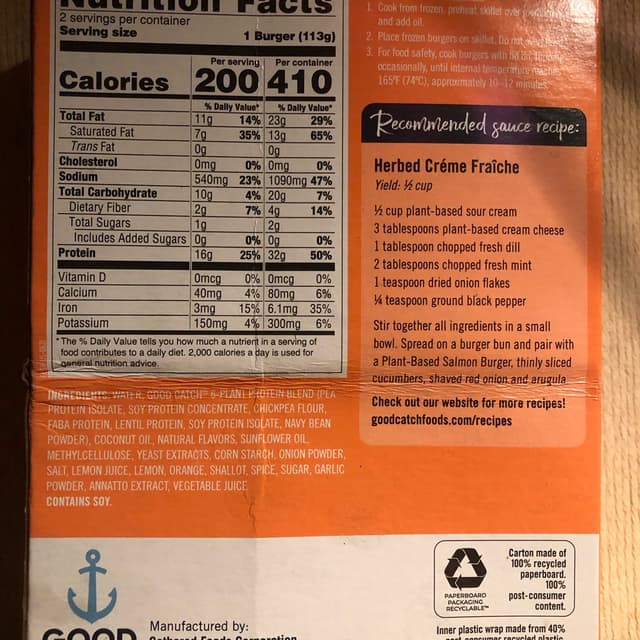 Nutrition Facts
2 servings per container
Serving size 1 Burger (113g)
Per serving Per container
Calories 200 410
% Daily Value* % Daily Value*
Total Fat 11g 14% 23g 29%
Saturated Fat 7g 35% 13g 65%
Trans Fat 0g 0g
Cholesterol 0mg 0% 0mg 0%
Sodium 540mg 23% 1090mg 47%
Total Carbohydrate 10g 4% 20g 7%
Dietary Fiber 2g 7% 4g 14%
Total Sugars 1g 2g
Includes Added Sugars 0g 0% 0g 0%
Protein 16g 25% 32g 50%
Vitamin D 0mcg 0% 0mcg 0%
Calcium 40mg 4% 80mg 6%
Iron 3mg 15% 6.1mg 35%
Potassium 150mg 4% 300mg 6%
*The % Daily Value tells you how much a nutrient in a serving of
food contributes to a daily diet. 2,000 calories a day is used for
general nutrition advice.
INGREDIENTS: WATER, GOOD CATCH® 6-PLANT PROTEIN BLEND (PEA
PROTEIN ISOLATE, SOY PROTEIN CONCENTRATE, CHICKPEA FLOUR,
FABA PROTEIN, LENTIL PROTEIN, SOY PROTEIN ISOLATE, NAVY BEAN
POWDER), COCONUT OIL, NATURAL FLAVORS, SUNFLOWER OIL,
METHYLCELLULOSE, YEAST EXTRACTS, CORN STARCH, ONION POWDER,
SALT, LEMON JUICE, LEMON, ORANGE, SHALLOT, SPICE, SUGAR, GARLIC
POWDER, ANNATTO EXTRACT, VEGETABLE JUICE
CONTAINS SOY.
1. Cook from frozen, preheat skillet over
and add oil.
2. Place frozen burgers on skillet. Do not
3. For food safety, cook burgers with lid on,
occasionally, until internal temperature reaches
165°F (74°C), approximately 10-12 minutes.
Recommended sauce recipe:
Herbed Créme Fraîche
Yield: ½ cup
½ cup plant-based sour cream
3 tablespoons plant-based cream cheese
1 tablespoon chopped fresh dill
2 tablespoons chopped fresh mint
1 teaspoon dried onion flakes
¼ teaspoon ground black pepper
Stir together all ingredients in a small
bowl. Spread on a burger bun and pair with
a Plant-Based Salmon Burger, thinly sliced
cucumbers, shaved red onion and arugula
Check out our website for more recipes!
goodcatchfoods.com/recipes
GOOD
Manufactured by:
Gathered Foods Corporation
PAPERBOARD
PACKAGING
RECYCLABLE™
Carton made of
100% recycled
paperboard.
100%
post-consumer
content.
Inner plastic wrap made from 40%
post-consumer recycled plastic